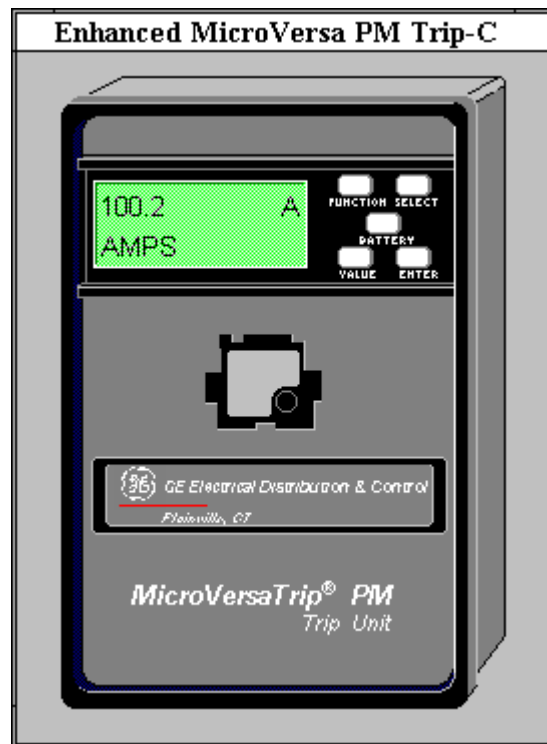 Enhanced MicroVersa PM Trip-C
100.2 A
AMPS
FUNCTION SELECT
BATTERY
VALUE ENTER
GE GE Electrical Distribution & Control
Plainville, CT
MicroVersaTrip® PM
Trip Unit